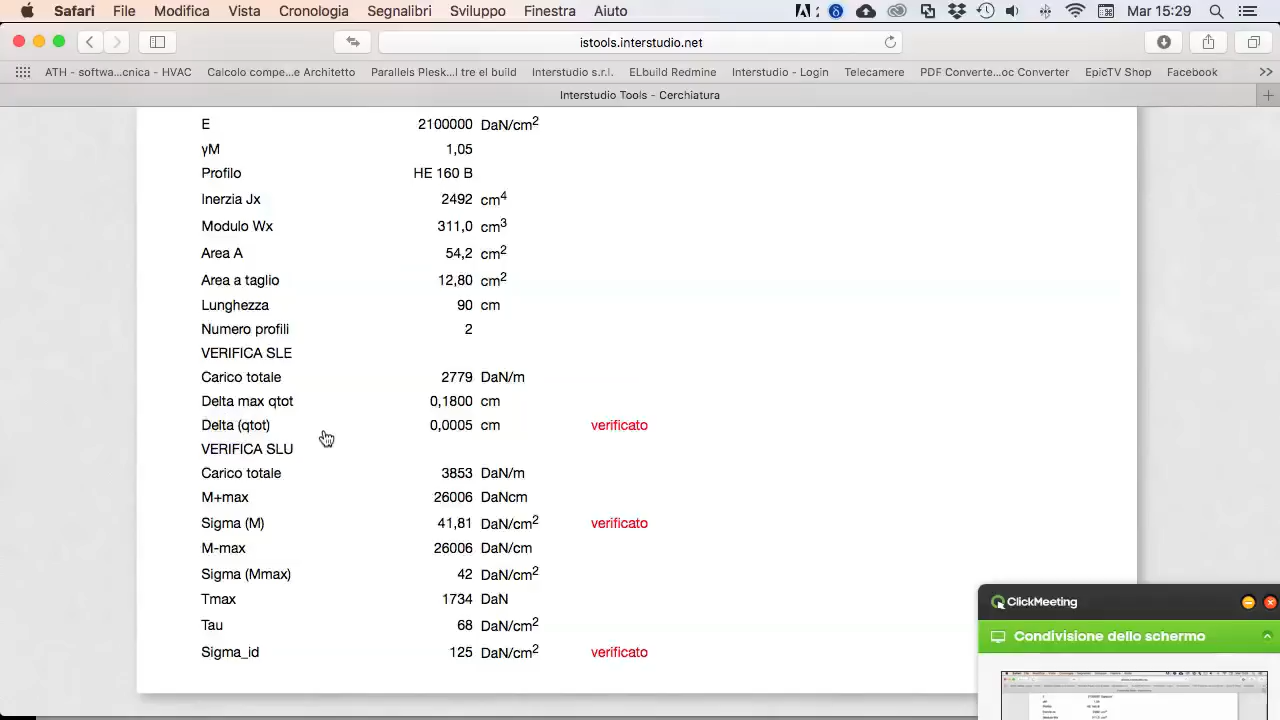 Safari File Modifica Vista Cronologia Segnalibri Sviluppo Finestra Aiuto Mar 15:29
istools.interstudio.net
ATH - softwa...cnica - HVAC Calcolo compe...e Architetto Parallels Plesk...l tre el build Interstudio s.r.l. ELbuild Redmine Interstudio - Login Telecamere PDF Converte...oc Converter EpicTV Shop Facebook >>
Interstudio Tools - Cerchiatura +
E 2100000 DaN/cm2
γM 1,05
Profilo HE 160 B
Inerzia Jx 2492 cm4
Modulo Wx 311,0 cm3
Area A 54,2 cm2
Area a taglio 12,80 cm2
Lunghezza 90 cm
Numero profili 2
VERIFICA SLE
Carico totale 2779 DaN/m
Delta max qtot 0,1800 cm
Delta (qtot) 0,0005 cm verificato
VERIFICA SLU
Carico totale 3853 DaN/m
M+max 26006 DaNcm
Sigma (M) 41,81 DaN/cm2 verificato
M-max 26006 DaN/cm
Sigma (Mmax) 42 DaN/cm2
Tmax 1734 DaN
Tau 68 DaN/cm2
Sigma_id 125 DaN/cm2 verificato
ClickMeeting
Condivisione dello schermo